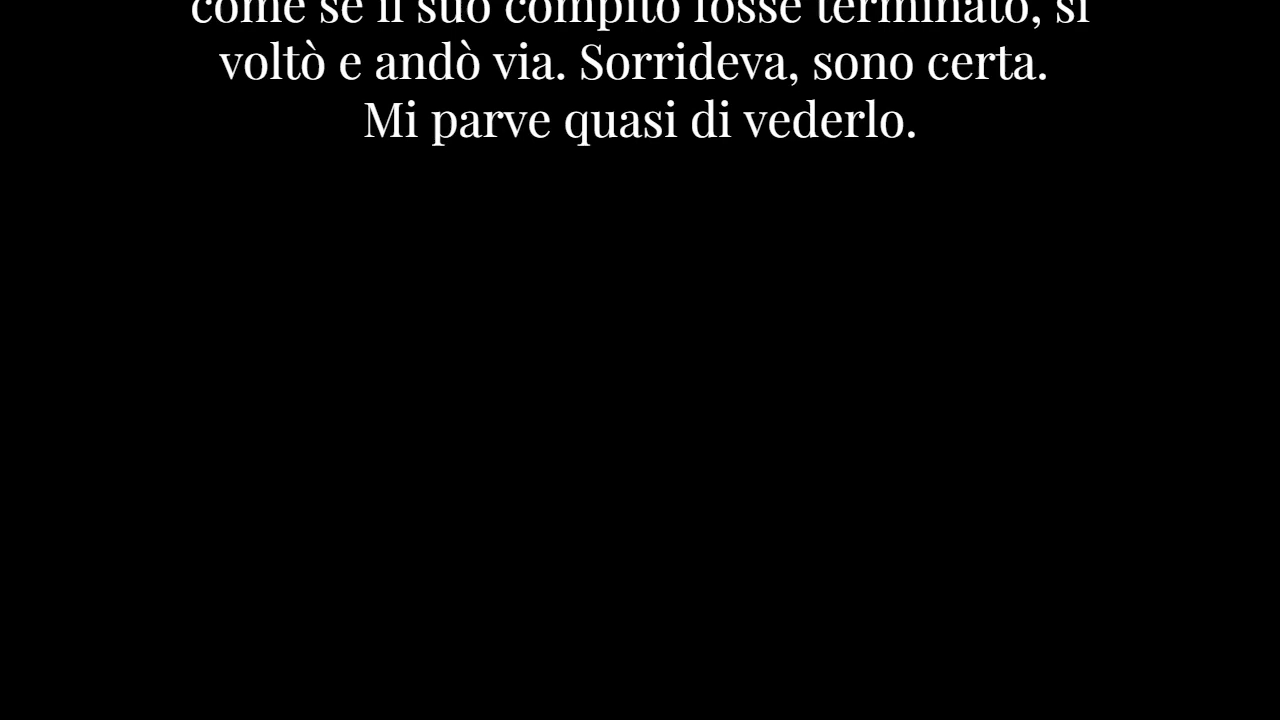 come se il suo compito fosse terminato, si
voltò e andò via. Sorrideva, sono certa.
Mi parve quasi di vederlo.